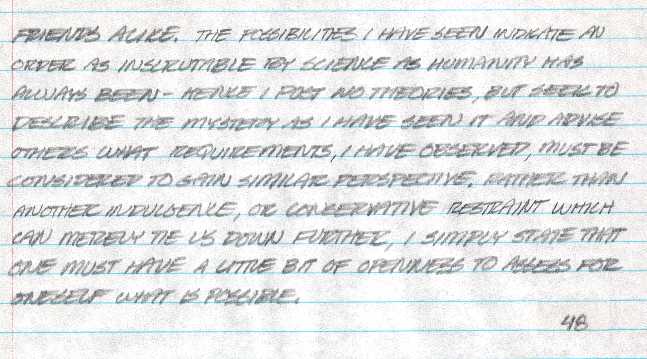 FRIENDS ALIKE. THE POSSIBILITIES I HAVE SEEN INDICATE AN
ORDER AS INSCRUTABLE BY SCIENCE AS HUMANITY HAS
ALWAYS BEEN - HENCE I POST NO THEORIES, BUT SEEK TO
DESCRIBE THE MYSTERY AS I HAVE SEEN IT AND ADVISE
OTHERS WHAT REQUIREMENTS, I HAVE OBSERVED, MUST BE
CONSIDERED TO GAIN SIMILAR PERSPECTIVE. RATHER THAN
ANOTHER INDULGENCE, OR CONSERVATIVE RESTRAINT WHICH
CAN MERELY TIE US DOWN FURTHER, I SIMPLY STATE THAT
ONE MUST HAVE A LITTLE BIT OF OPENNESS TO ASSESS FOR
ONESELF WHAT IS POSSIBLE.
48